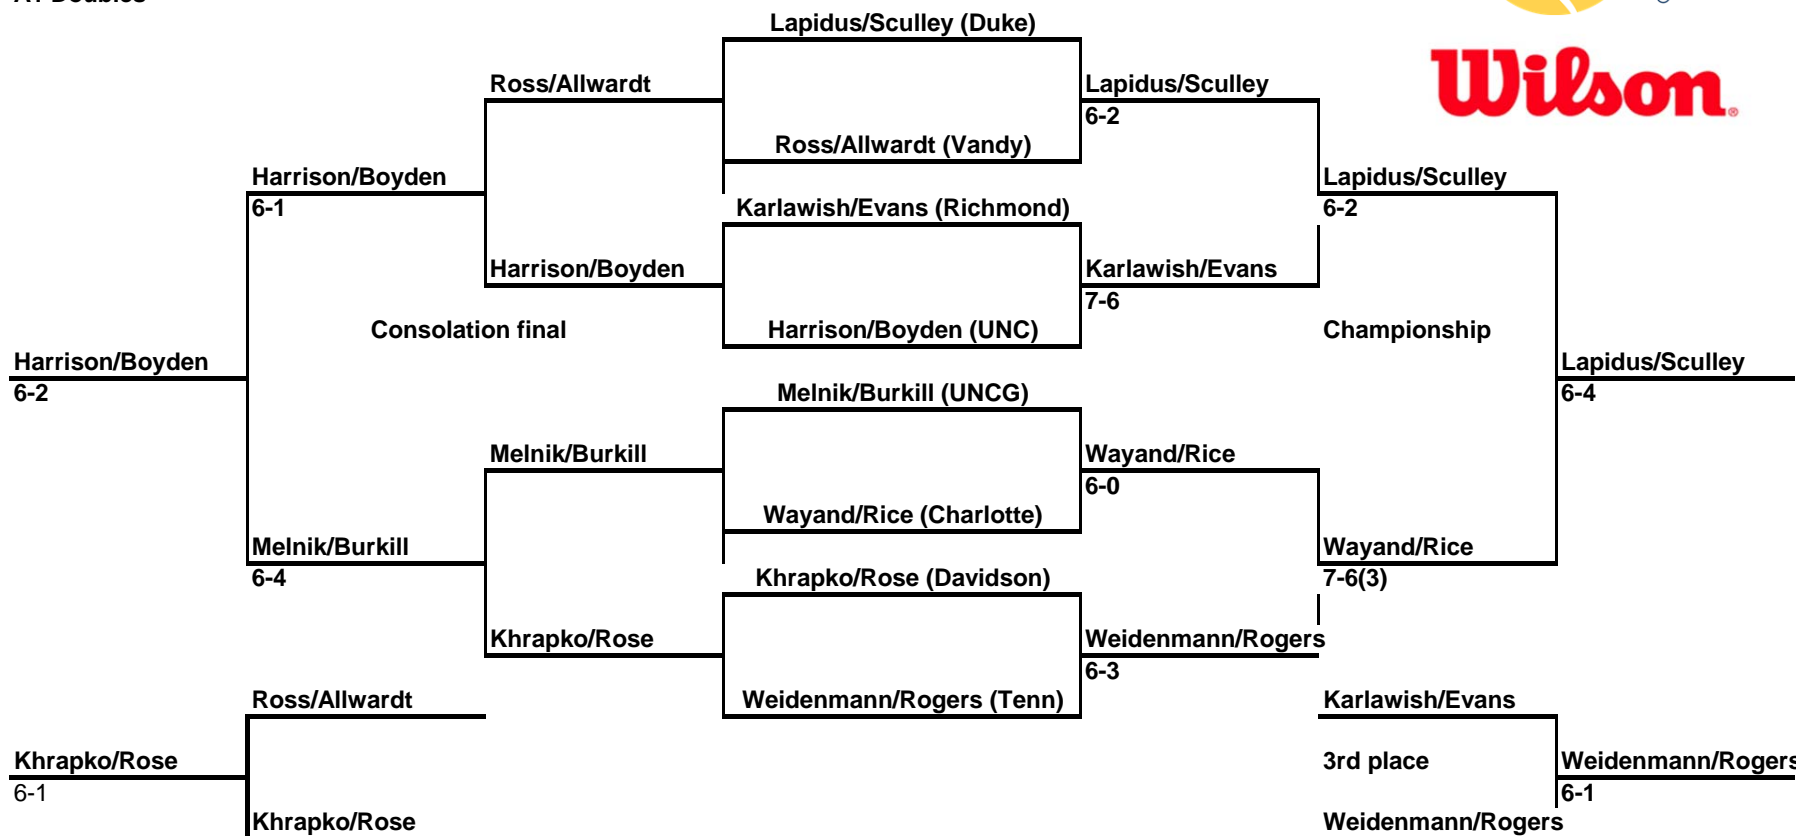 A1 Doubles
Lapidus/Sculley (Duke)
Wilson
Ross/Allwardt
Lapidus/Sculley
6-2
Ross/Allwardt (Vandy)
Harrison/Boyden
Lapidus/Sculley
6-1
Karlawish/Evans (Richmond)
6-2
Harrison/Boyden
Karlawish/Evans
7-6
Consolation final
Harrison/Boyden (UNC)
Championship
Harrison/Boyden
Lapidus/Sculley
6-2
Melnik/Burkill (UNCG)
6-4
Melnik/Burkill
Wayand/Rice
6-0
Wayand/Rice (Charlotte)
Melnik/Burkill
Wayand/Rice
6-4
Khrapko/Rose (Davidson)
7-6(3)
Khrapko/Rose
Weidenmann/Rogers
6-3
Ross/Allwardt
Weidenmann/Rogers (Tenn)
Karlawish/Evans
Khrapko/Rose
3rd place
Weidenmann/Rogers
6-1
6-1
Khrapko/Rose
Weidenmann/Rogers